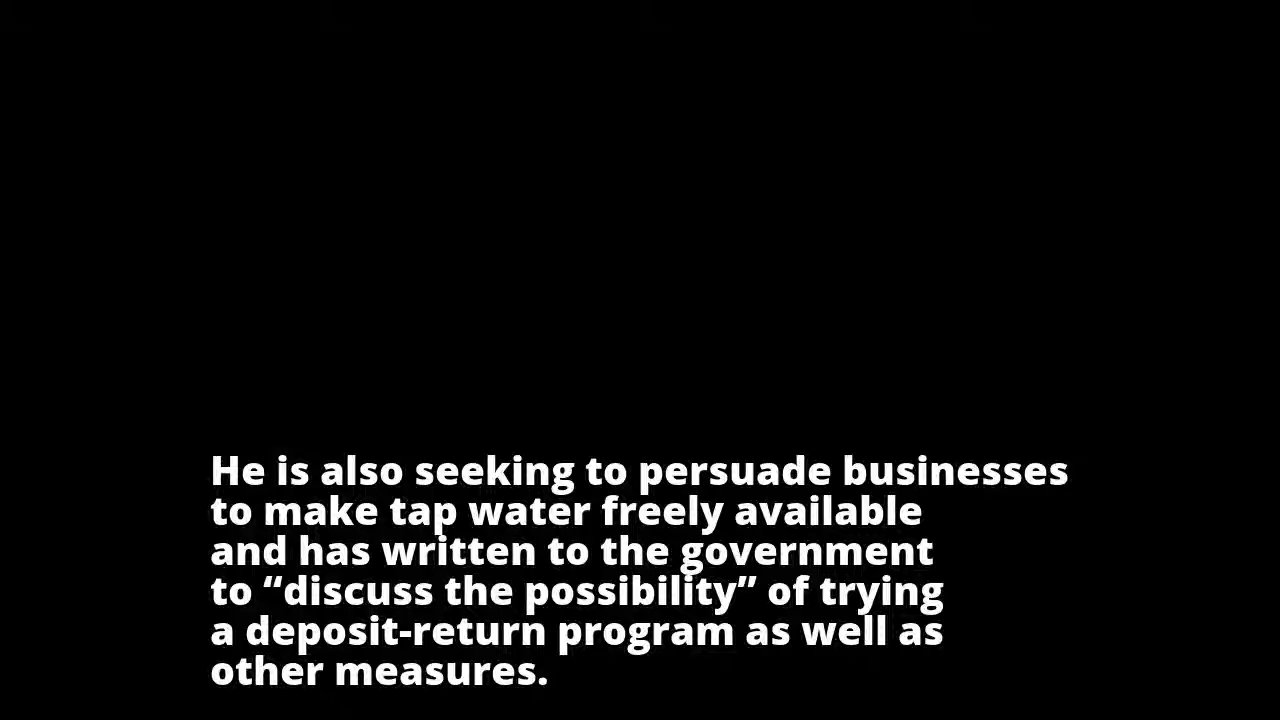 He is also seeking to persuade businesses
to make tap water freely available
and has written to the government
to “discuss the possibility” of trying
a deposit-return program as well as
other measures.